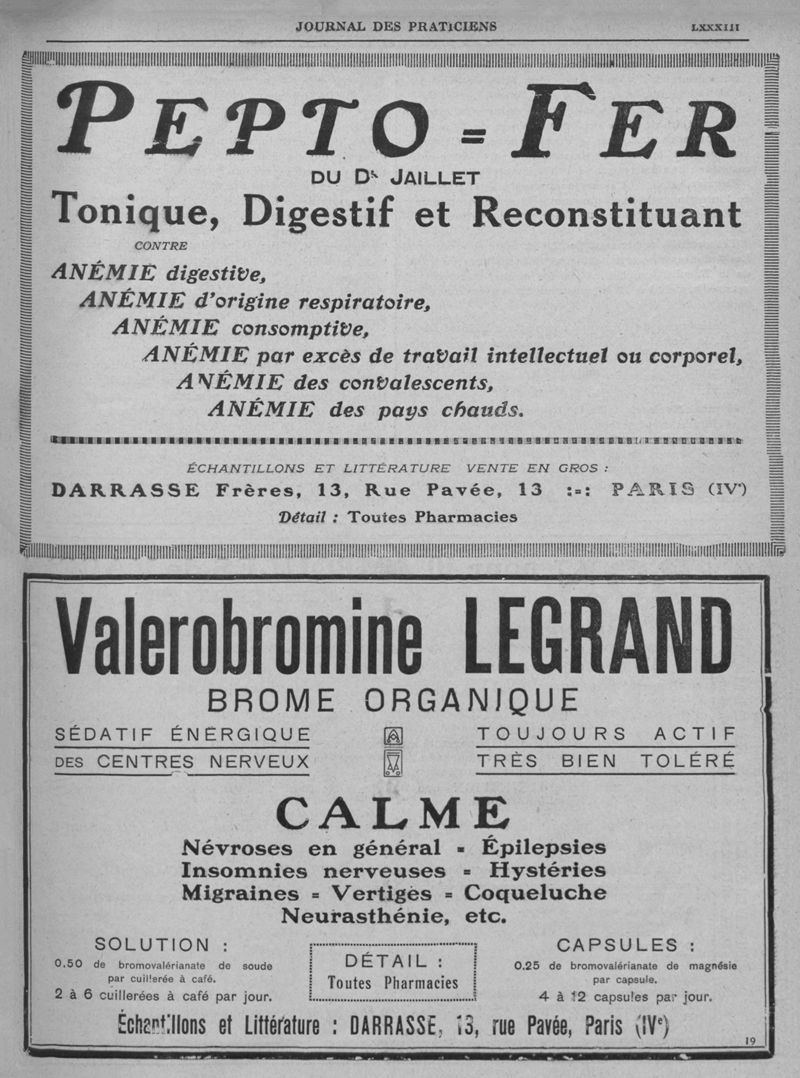 JOURNAL DES PRATICIENS LXXXIII
PEPTO=FER
DU Dr JAILLET
Tonique, Digestif et Reconstituant
CONTRE
ANÉMIE digestive,
ANÉMIE d'origine respiratoire,
ANÉMIE consomptive,
ANÉMIE par excès de travail intellectuel ou corporel,
ANÉMIE des convalescents,
ANÉMIE des pays chauds.
ÉCHANTILLONS ET LITTÉRATURE VENTE EN GROS :
DARRASSE Frères, 13, Rue Pavée, 13 :=: PARIS (IVe)
Détail : Toutes Pharmacies
Valerobromine LEGRAND
BROME ORGANIQUE
SÉDATIF ÉNERGIQUE
DES CENTRES NERVEUX
TOUJOURS ACTIF
TRÈS BIEN TOLÉRÉ
CALME
Névroses en général = Épilepsies
Insomnies nerveuses = Hystéries
Migraines = Vertiges = Coqueluche
Neurasthénie, etc.
SOLUTION :
0.50 de bromovalérianate de soude
par cuillerée à café.
2 à 6 cuillerées à café par jour.
DÉTAIL :
Toutes Pharmacies
CAPSULES :
0.25 de bromovalérianate de magnésie
par capsule.
4 à 12 capsules par jour.
Échantillons et Littérature : DARRASSE, 13, rue Pavée, Paris (IVe)
19